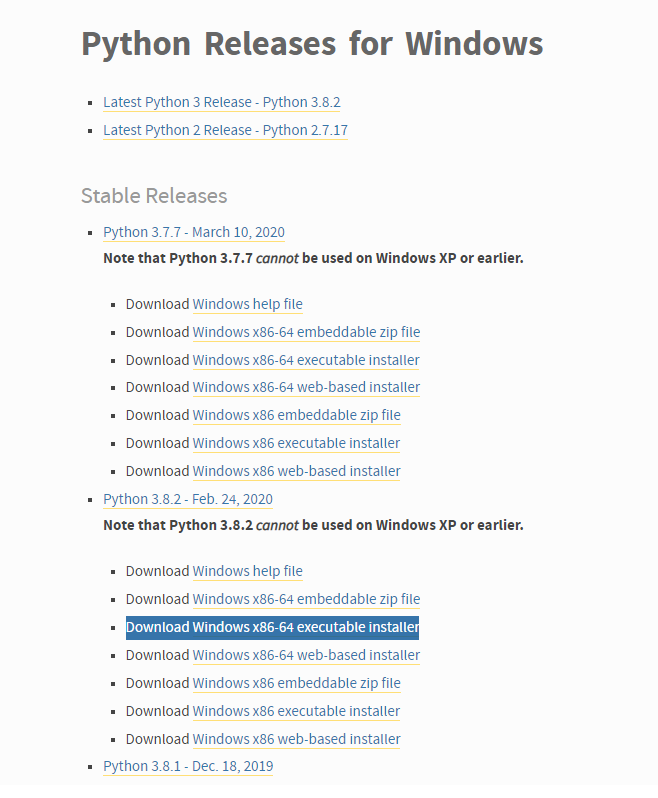 Python Releases for Windows
Latest Python 3 Release - Python 3.8.2
Latest Python 2 Release - Python 2.7.17
Stable Releases
Python 3.7.7 - March 10, 2020
Note that Python 3.7.7 cannot be used on Windows XP or earlier.
Download Windows help file
Download Windows x86-64 embeddable zip file
Download Windows x86-64 executable installer
Download Windows x86-64 web-based installer
Download Windows x86 embeddable zip file
Download Windows x86 executable installer
Download Windows x86 web-based installer
Python 3.8.2 - Feb. 24, 2020
Note that Python 3.8.2 cannot be used on Windows XP or earlier.
Download Windows help file
Download Windows x86-64 embeddable zip file
Download Windows x86-64 executable installer
Download Windows x86-64 web-based installer
Download Windows x86 embeddable zip file
Download Windows x86 executable installer
Download Windows x86 web-based installer
Python 3.8.1 - Dec. 18, 2019